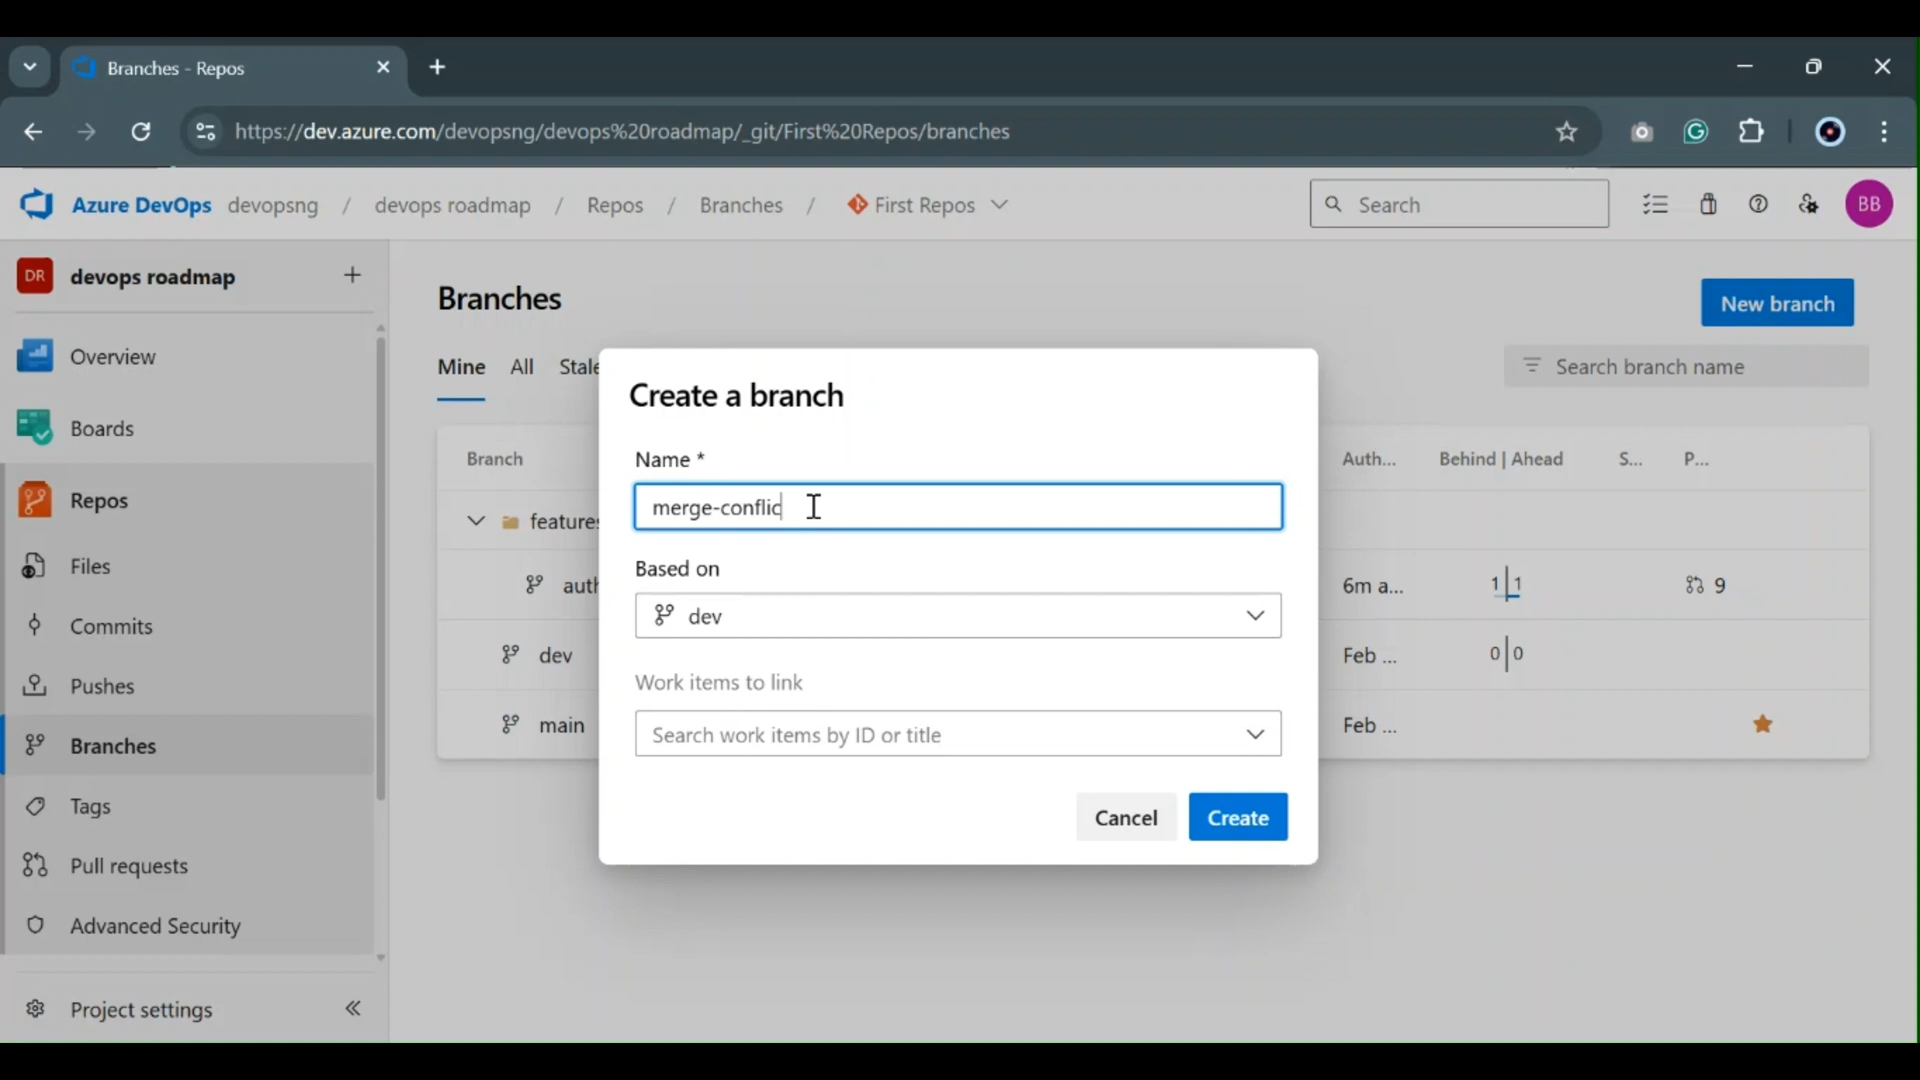 Branches - Repos
https://dev.azure.com/devopsng/devops%20roadmap/_git/First%20Repos/branches
Azure DevOps devopsng / devops roadmap / Repos / Branches / First Repos
Search
BB
DR devops roadmap
Overview
Boards
Repos
Files
Commits
Pushes
Branches
Tags
Pull requests
Advanced Security
Project settings
Branches
New branch
Mine All Stale
Search branch name
Branch
Auth... Behind | Ahead S... P...
features
auth
6m a... 1 | 1 9
dev
Feb ... 0 | 0
main
Feb ...
Create a branch
Name *
merge-conflic
Based on
dev
Work items to link
Search work items by ID or title
Cancel
Create